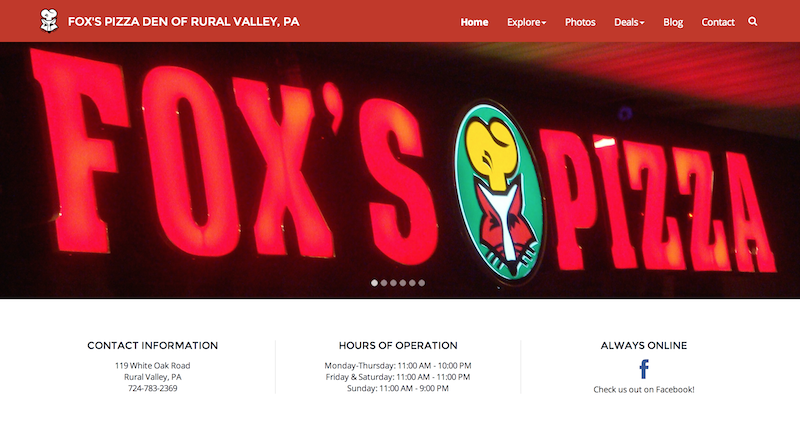 FOX'S PIZZA DEN OF RURAL VALLEY, PA
Home Explore Photos Deals Blog Contact
FOX'S PIZZA
CONTACT INFORMATION
119 White Oak Road
Rural Valley, PA
724-783-2369
HOURS OF OPERATION
Monday-Thursday: 11:00 AM - 10:00 PM
Friday & Saturday: 11:00 AM - 11:00 PM
Sunday: 11:00 AM - 9:00 PM
ALWAYS ONLINE
f
Check us out on Facebook!